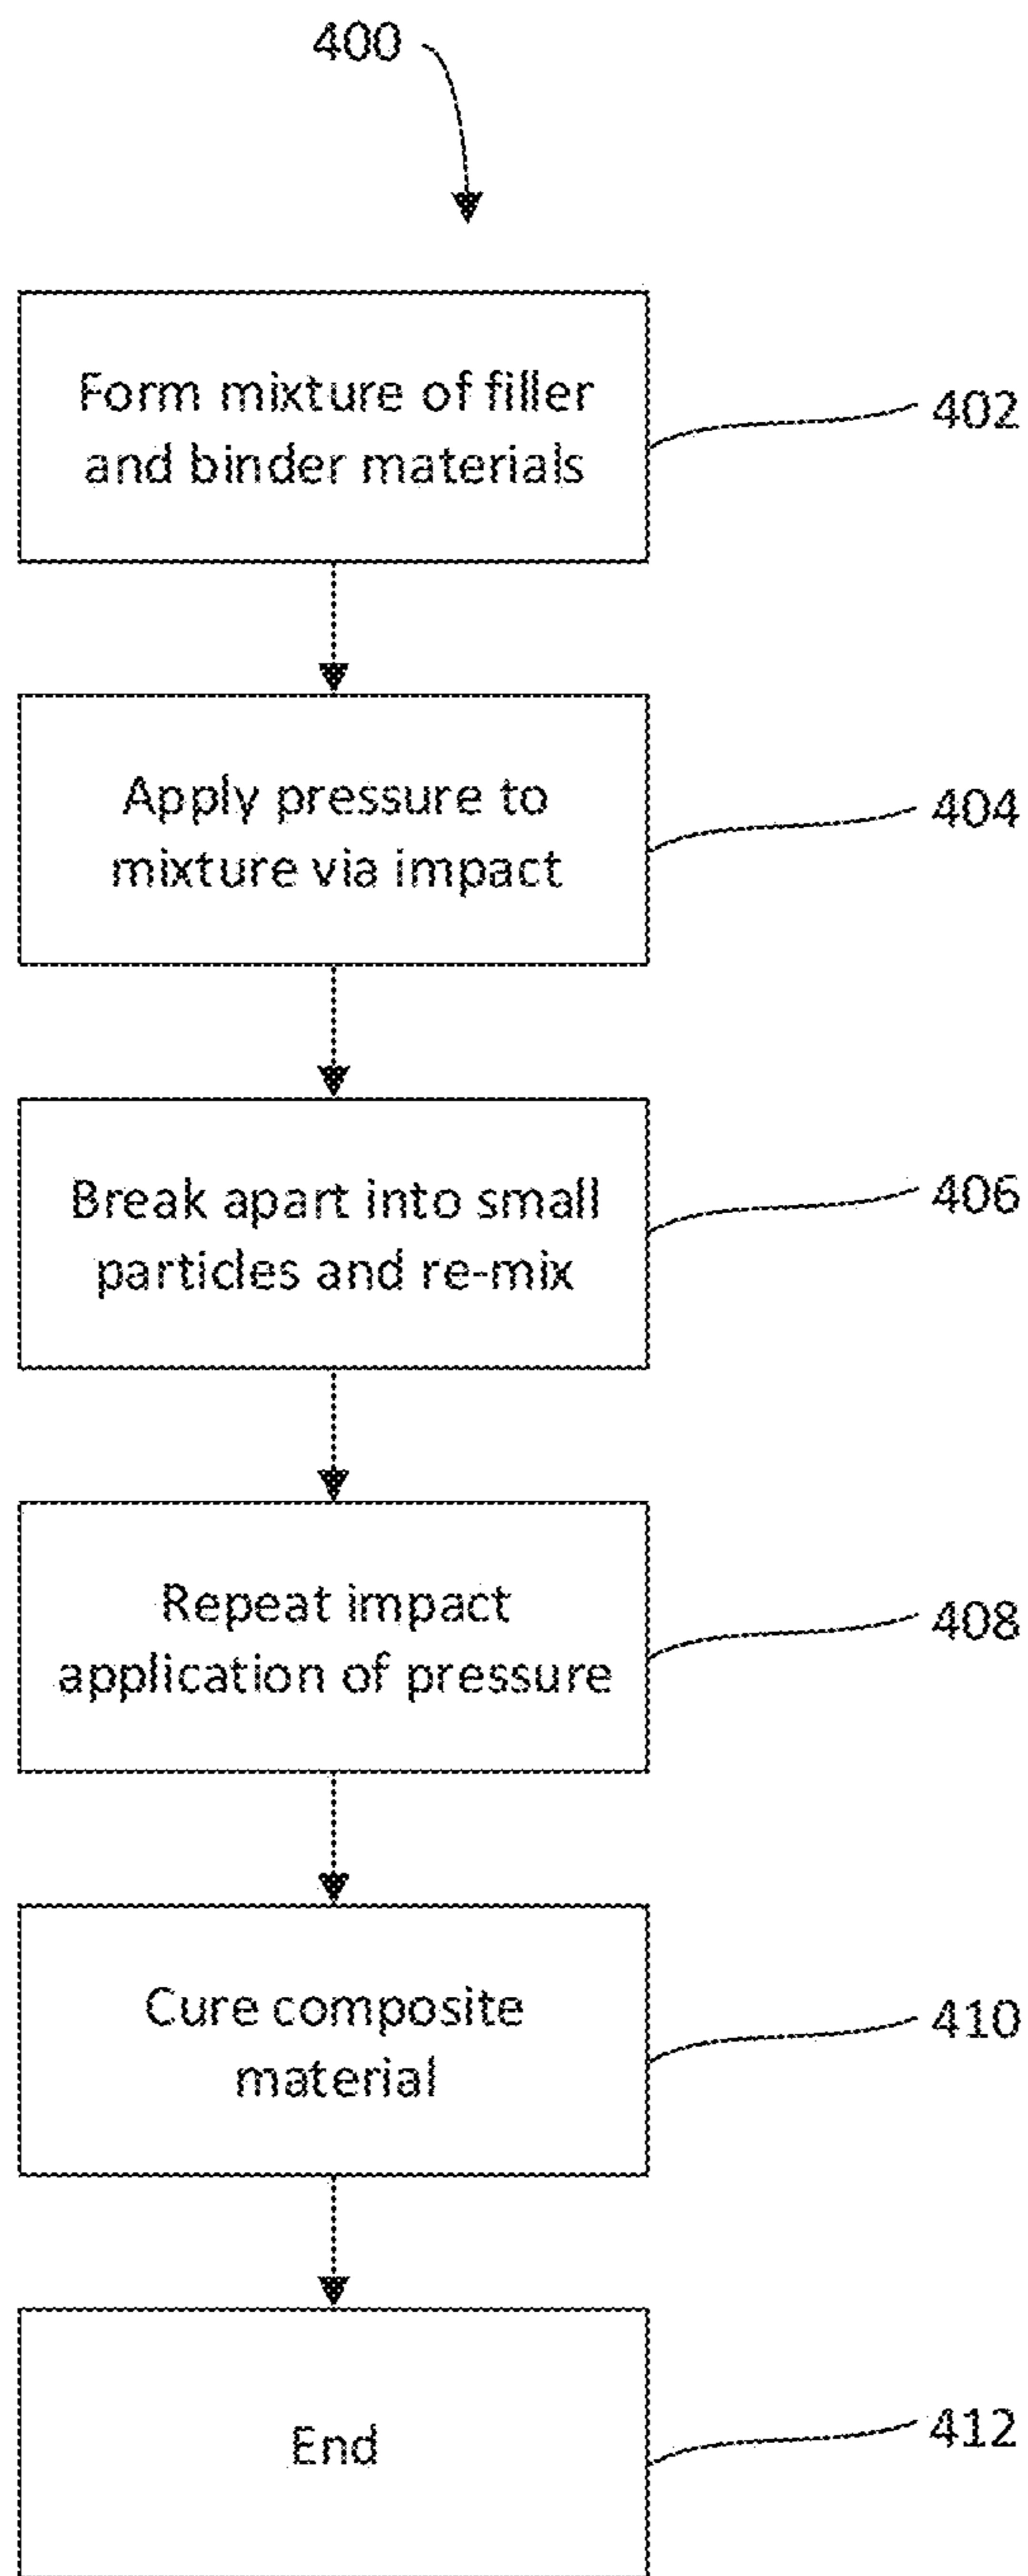 400
Form mixture of filler
and binder materials
402
Apply pressure to
mixture via impact
404
Break apart into small
particles and re-mix
406
Repeat impact
application of pressure
408
Cure composite
material
410
End
412